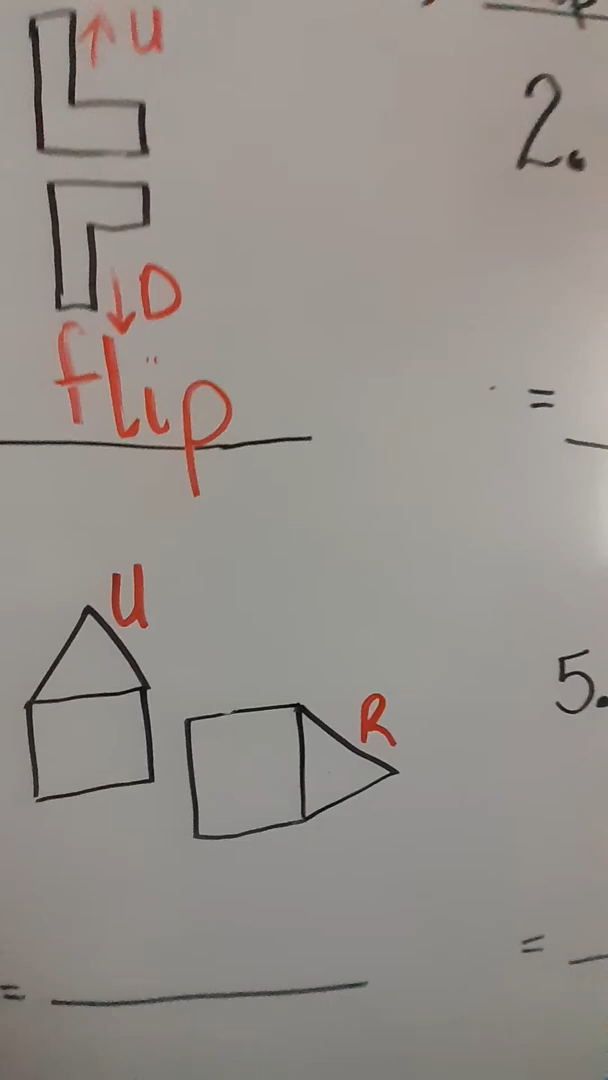 ↑ U
2.
↓ D
flip
=
U
R
5.
=
=